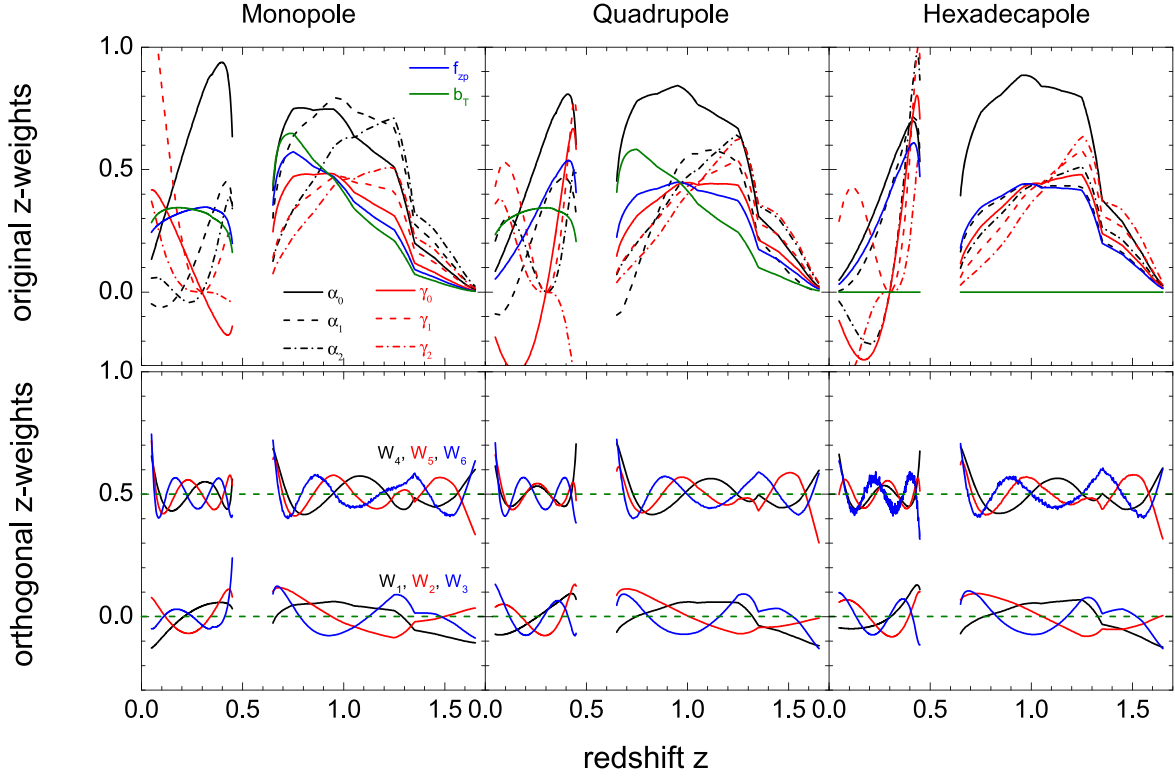 Monopole Quadrupole Hexadecapole
original z-weights
1.0
0.5
0.0
f_zp
b_T
α_0 γ_0
α_1 γ_1
α_2 γ_2
orthogonal z-weights
1.0
0.5
0.0
W_4, W_5, W_6
W_1, W_2, W_3
0.0 0.5 1.0 1.5 0.0 0.5 1.0 1.5 0.0 0.5 1.0 1.5
redshift z